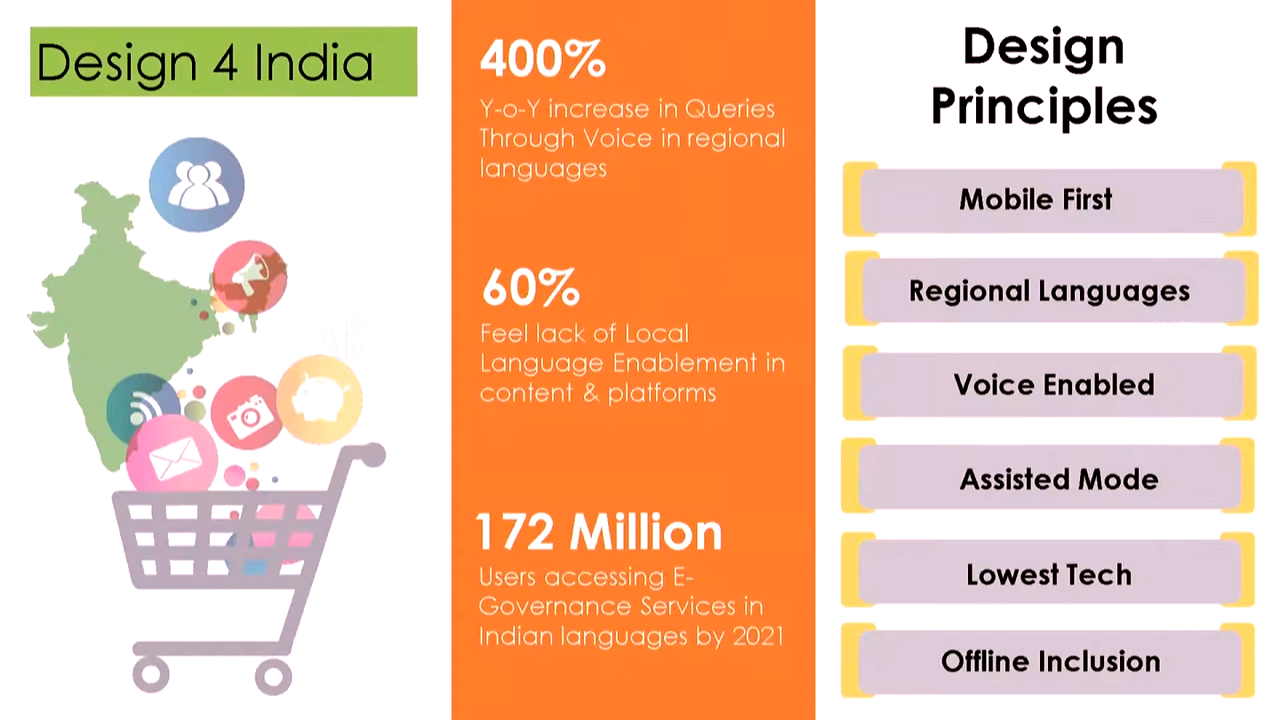 Design 4 India
400%
Y-o-Y increase in Queries
Through Voice in regional
languages
60%
Feel lack of Local
Language Enablement in
content & platforms
172 Million
Users accessing E-
Governance Services in
Indian languages by 2021
Design
Principles
Mobile First
Regional Languages
Voice Enabled
Assisted Mode
Lowest Tech
Offline Inclusion